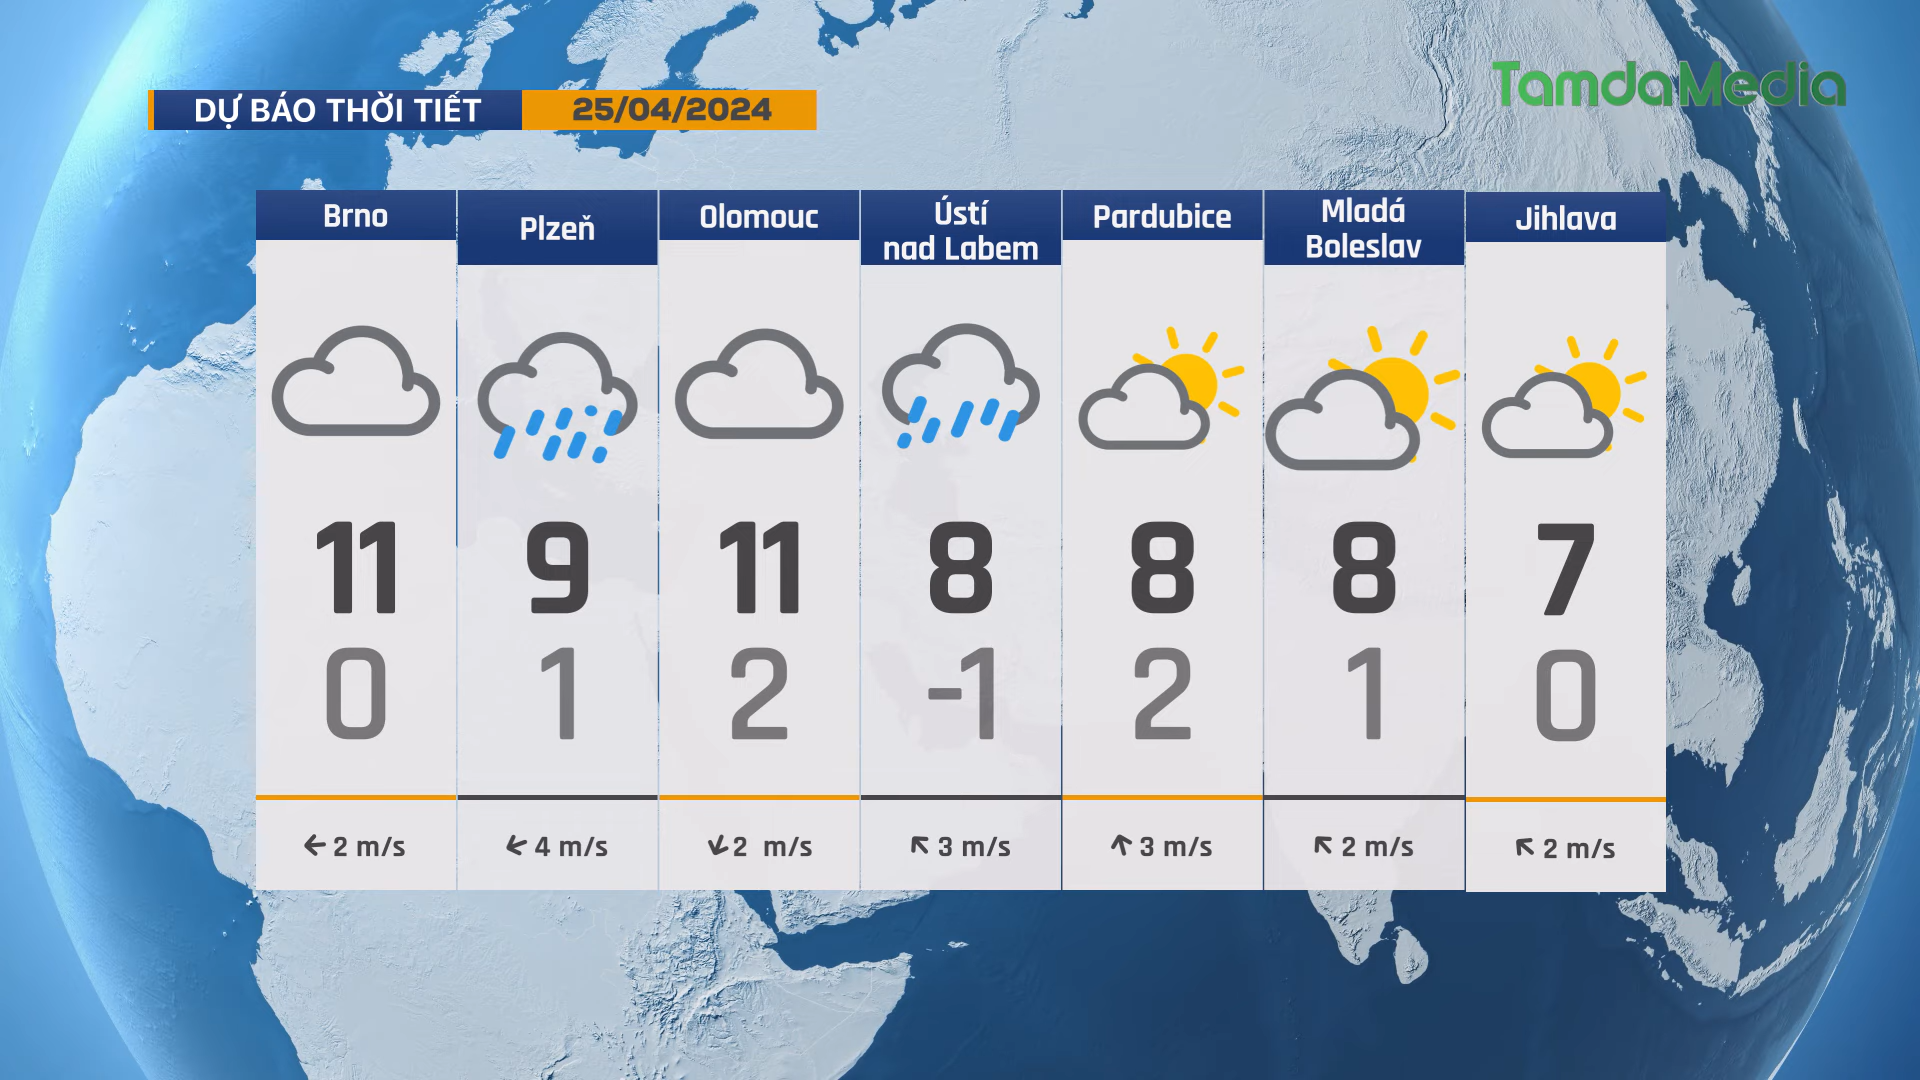 TamdaMedia
DỰ BÁO THỜI TIẾT 25/04/2024
Brno
11
0
2 m/s
Plzeň
9
1
4 m/s
Olomouc
11
2
2 m/s
Ústí
nad Labem
8
-1
3 m/s
Pardubice
8
2
3 m/s
Mladá
Boleslav
8
1
2 m/s
Jihlava
7
0
2 m/s